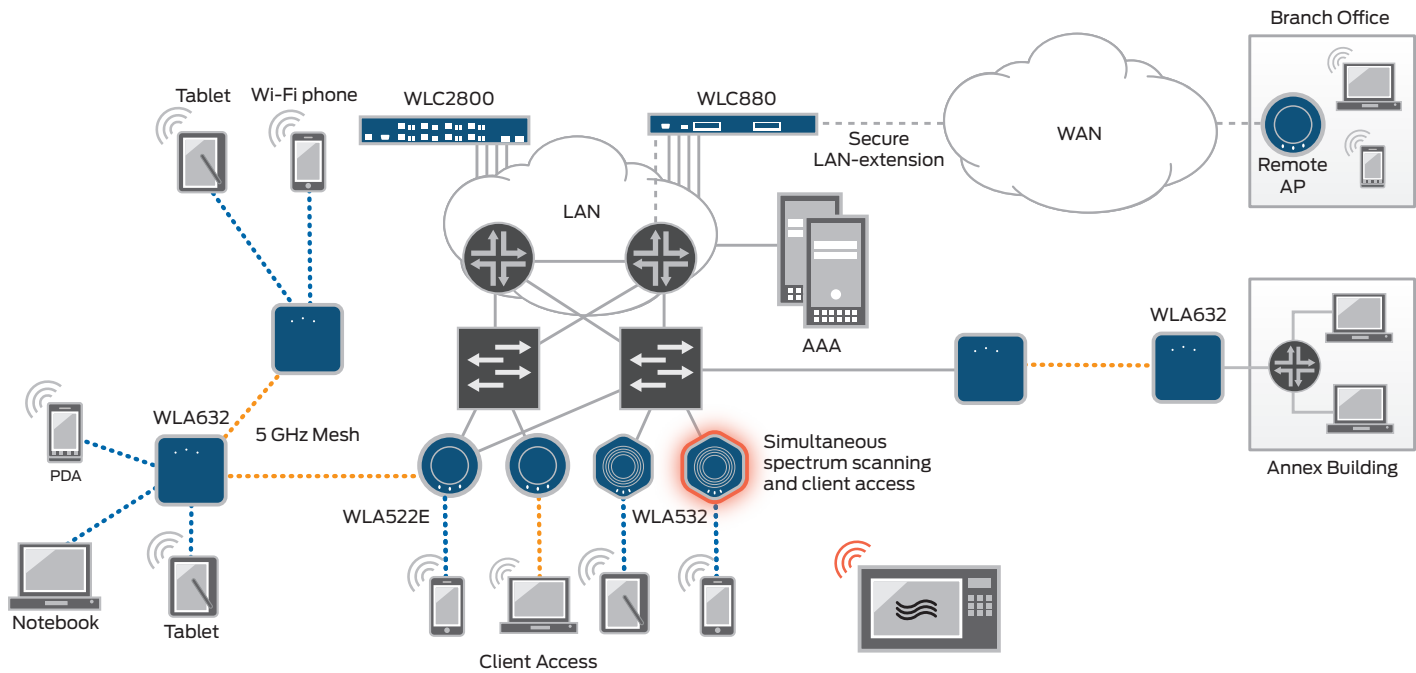 Branch Office
Tablet
Wi-Fi phone
WLC2800
WLC880
Secure
LAN-extension
WAN
Remote
AP
LAN
AAA
WLA632
WLA632
5 GHz Mesh
PDA
Simultaneous
spectrum scanning
and client access
Annex Building
WLA522E
WLA532
Notebook
Tablet
Client Access